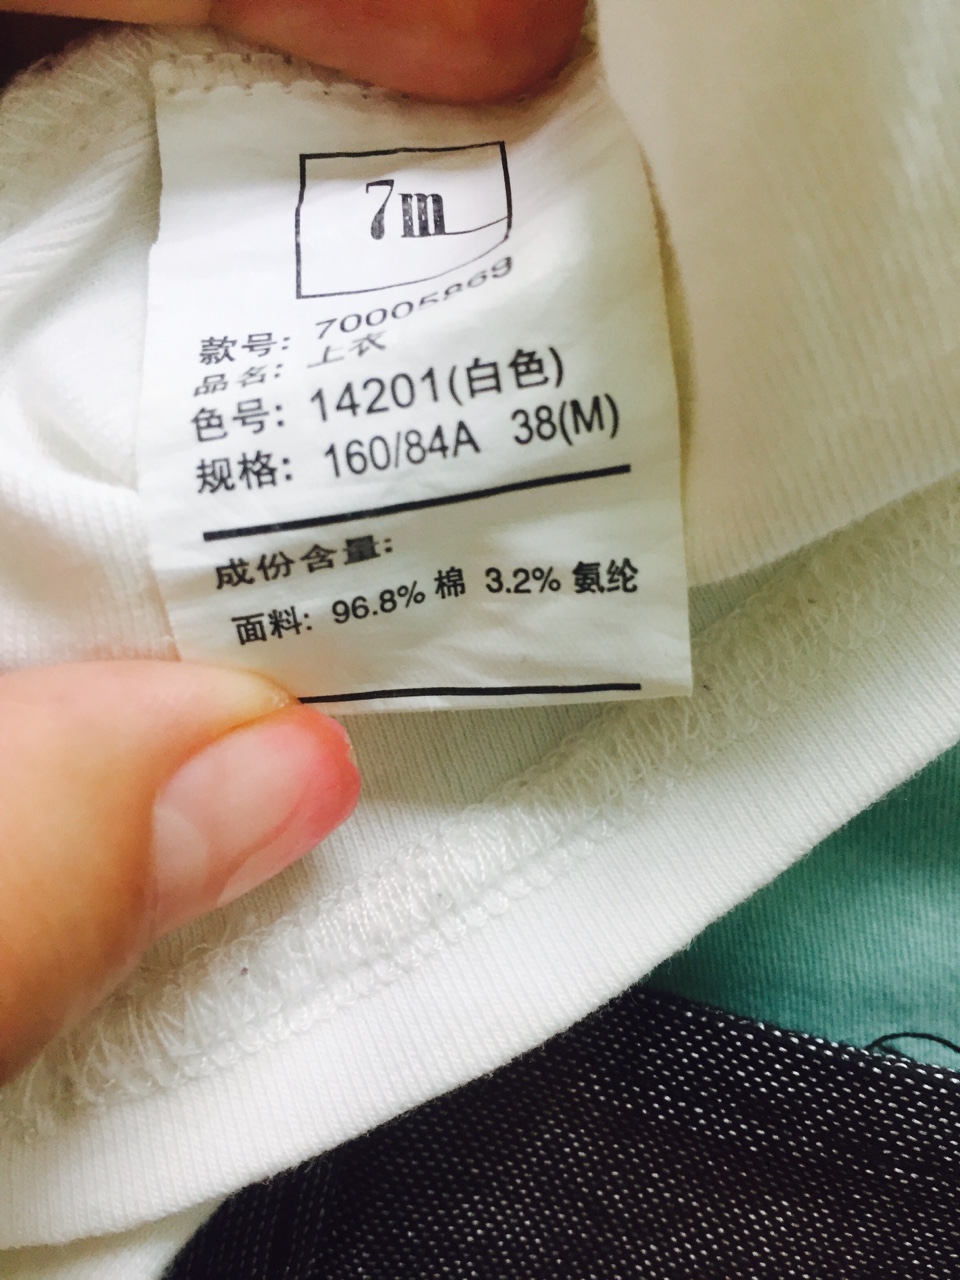 7m
款号: 70005869
品名: 上衣
色号: 14201(白色)
规格: 160/84A 38(M)
成份含量:
面料: 96.8% 棉 3.2% 氨纶